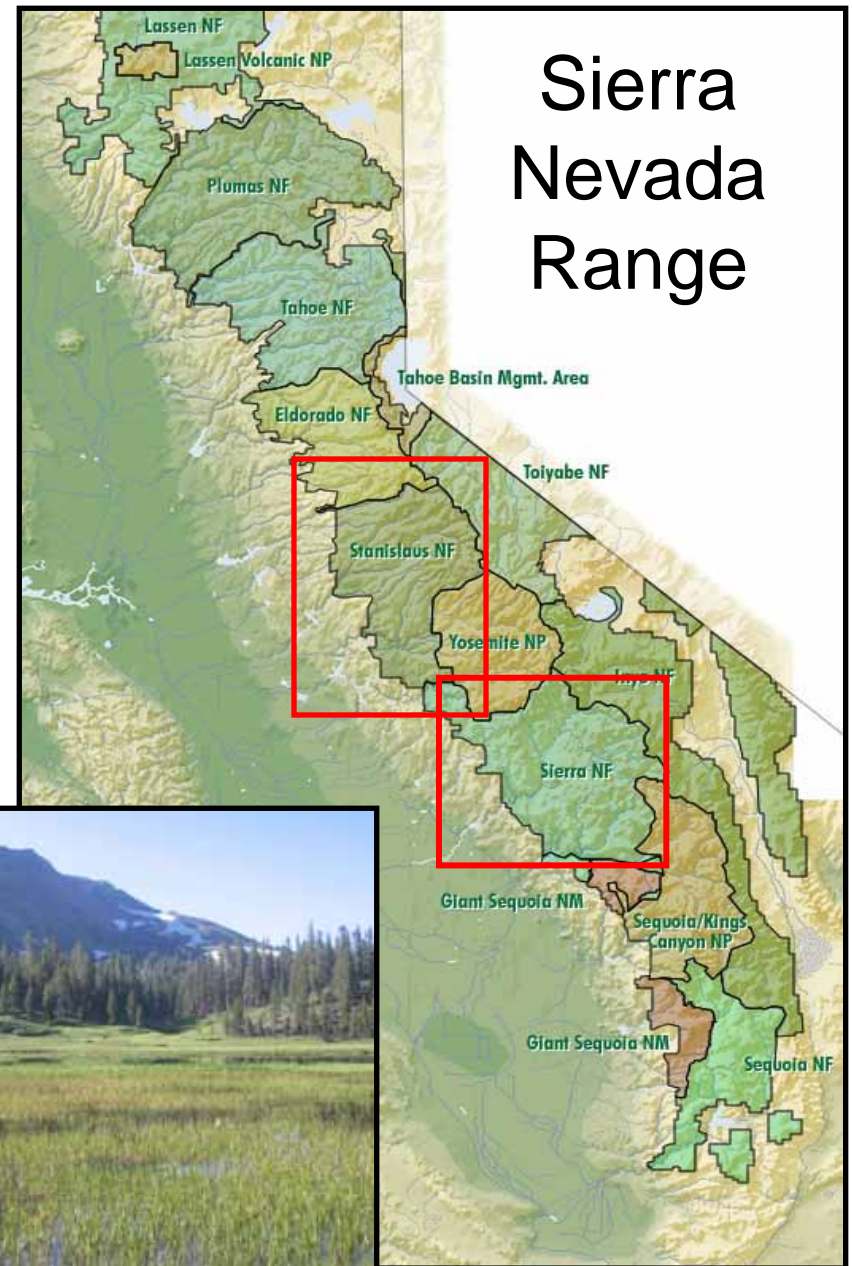 Sierra
Nevada
Range
Lassen NF
Lassen Volcanic NP
Plumas NF
Tahoe NF
Tahoe Basin Mgmt. Area
Eldorado NF
Toiyabe NF
Stanislaus NF
Yosemite NP
Inyo NF
Sierra NF
Giant Sequoia NM
Sequoia/Kings
Canyon NP
Giant Sequoia NM
Sequoia NF